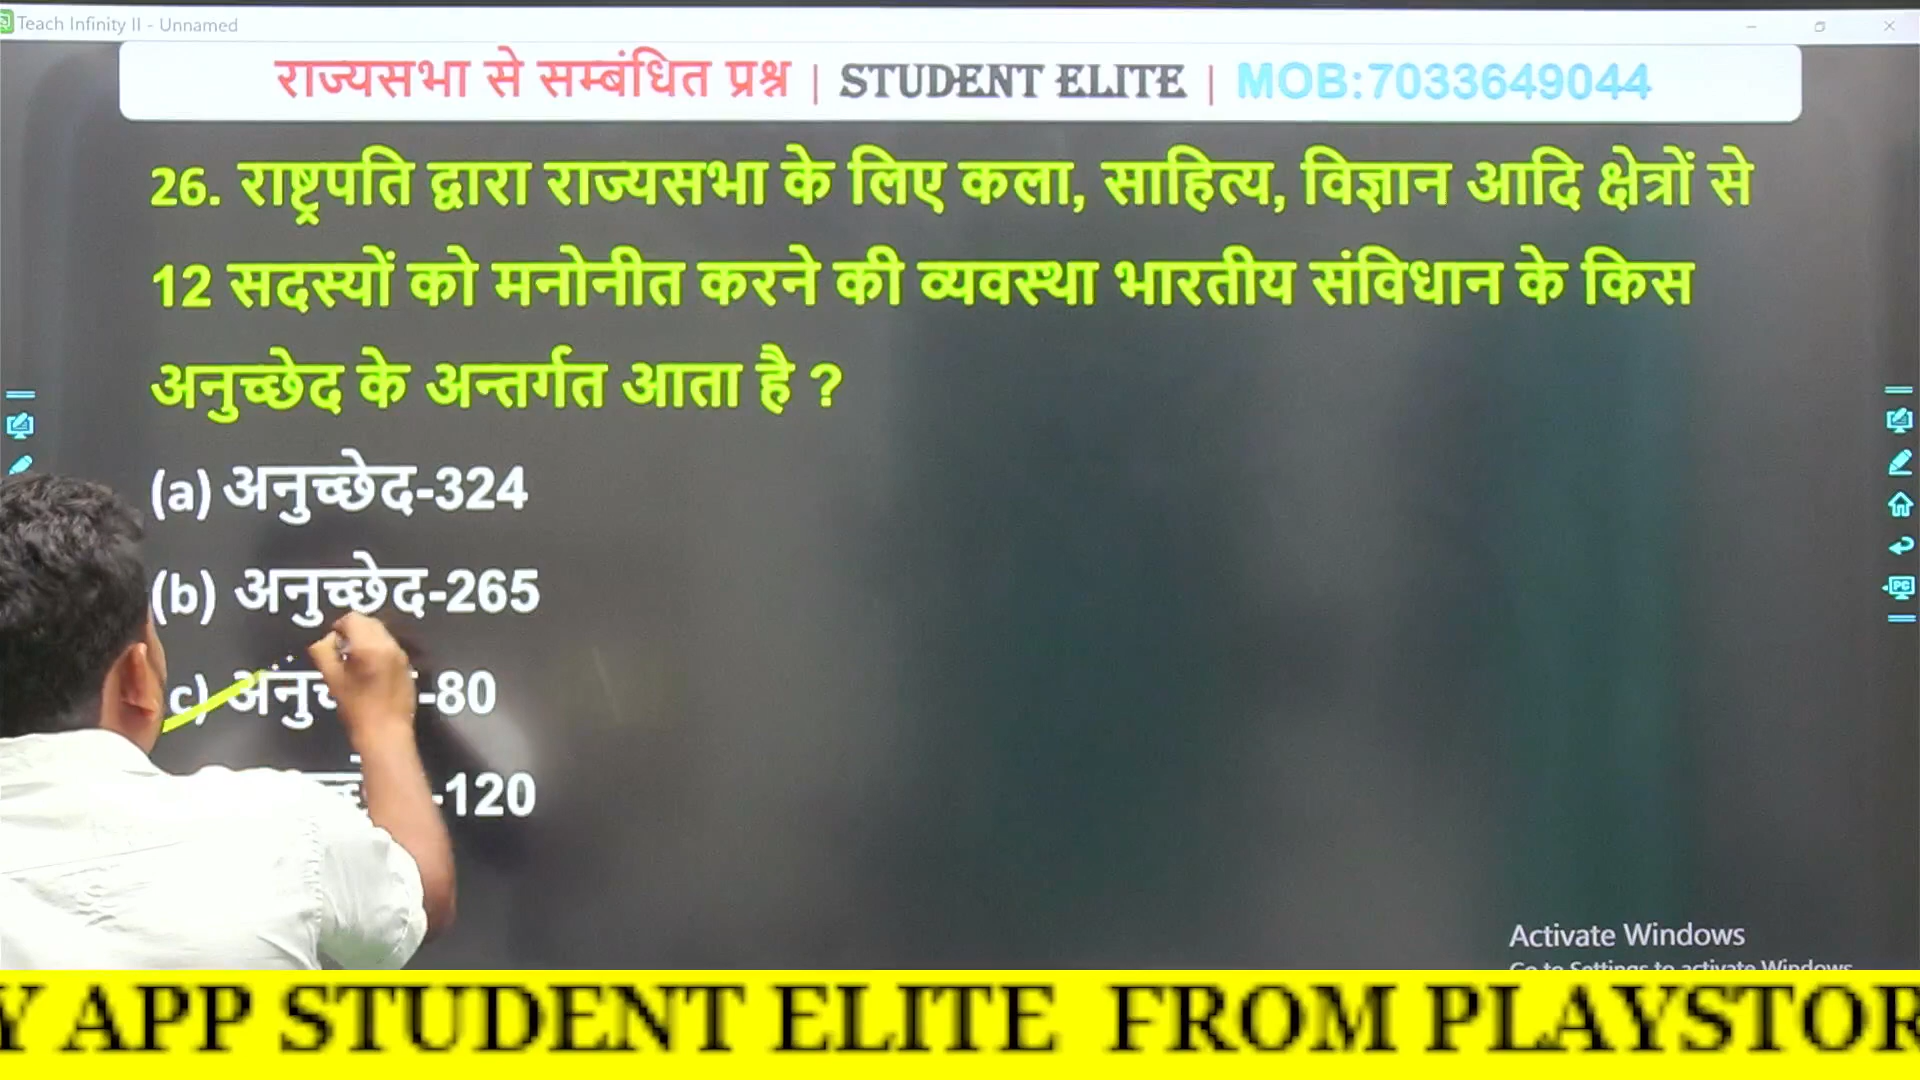 Teach Infinity II - Unnamed
राज्यसभा से सम्बंधित प्रश्न | STUDENT ELITE | MOB:7033649044
26. राष्ट्रपति द्वारा राज्यसभा के लिए कला, साहित्य, विज्ञान आदि क्षेत्रों से
12 सदस्यों को मनोनीत करने की व्यवस्था भारतीय संविधान के किस
अनुच्छेद के अन्तर्गत आता है ?
(a) अनुच्छेद-324
(b) अनुच्छेद-265
c) -80
-120
PC
Activate Windows
Go to Settings to activate Windows.
Y APP STUDENT ELITE FROM PLAYSTOR